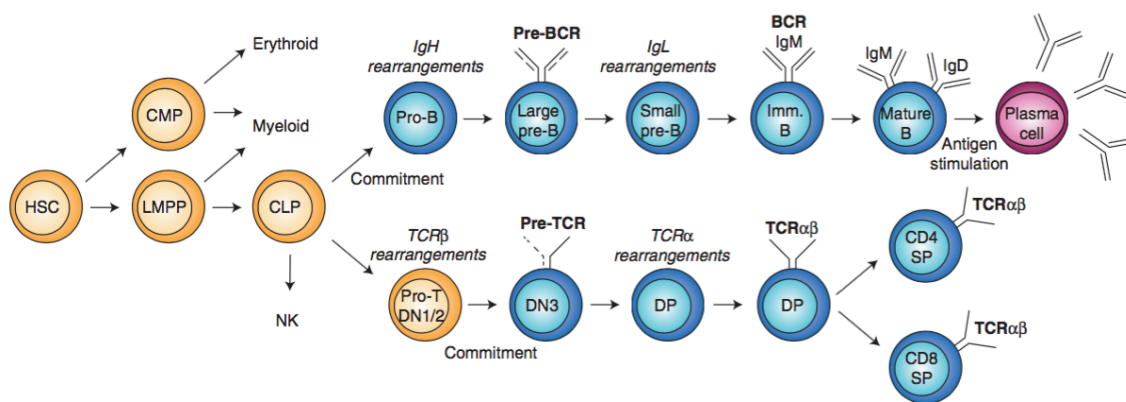 Erythroid
CMP
Myeloid
HSC
LMPP
CLP
NK
Commitment
IgH
rearrangements
Pro-B
Pre-BCR
Large
pre-B
IgL
rearrangements
Small
pre-B
BCR
IgM
Imm.
B
IgM
IgD
Mature
B
Antigen
stimulation
Plasma
cell
TCRβ
rearrangements
Pro-T
DN1/2
Commitment
Pre-TCR
DN3
TCRα
rearrangements
DP
TCRαβ
DP
TCRαβ
CD4
SP
TCRαβ
CD8
SP